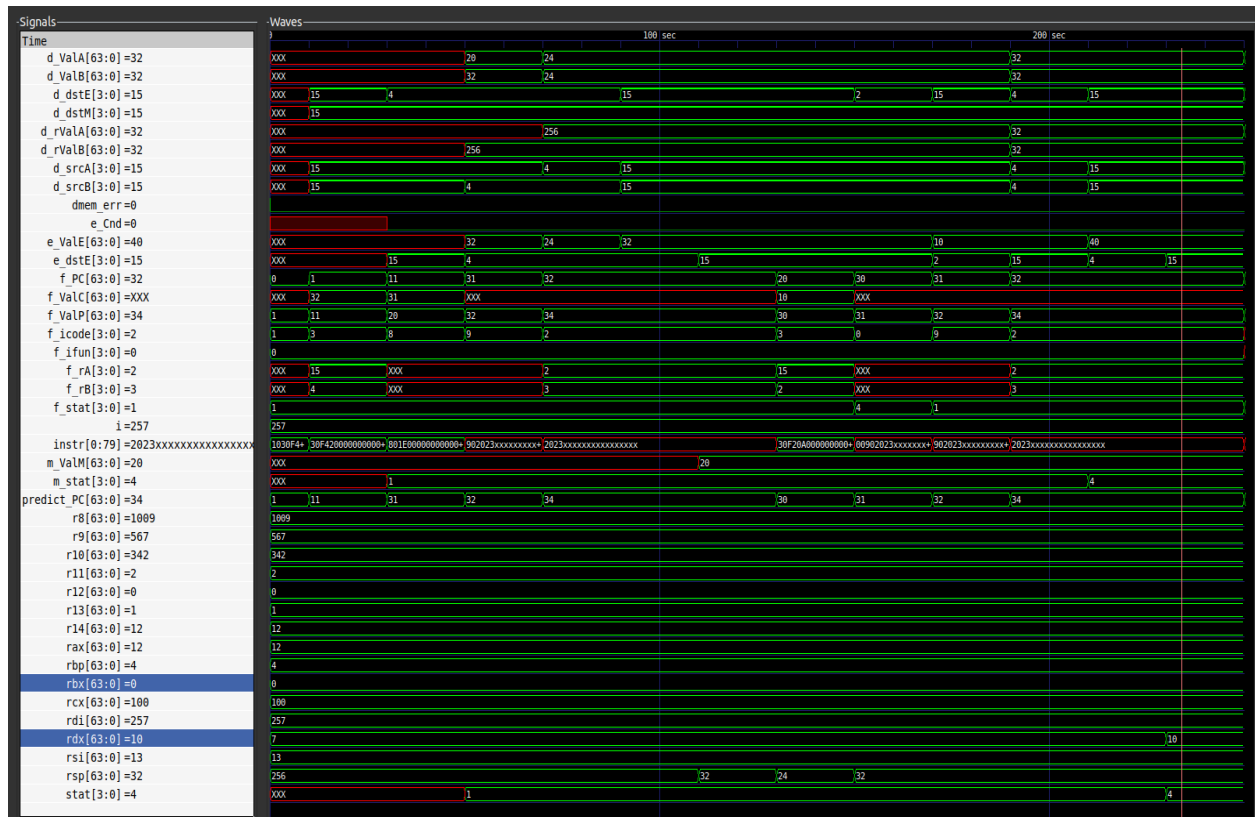 Signals Waves
Time 0 100 sec 200 sec
d_ValA[63:0] =32 XXX 20 24 32
d_ValB[63:0] =32 XXX 32 24 32
d_dstE[3:0] =15 XXX 15 4 15 2 15 4 15
d_dstM[3:0] =15 XXX 15
d_rValA[63:0] =32 XXX 256 32
d_rValB[63:0] =32 XXX 256 32
d_srcA[3:0] =15 XXX 15 4 15 4 15
d_srcB[3:0] =15 XXX 15 4 15 4 15
dmem_err =0
e_Cnd =0
e_ValE[63:0] =40 XXX 32 24 32 10 40
e_dstE[3:0] =15 XXX 15 4 15 2 15 4 15
f_PC[63:0] =32 0 1 11 31 32 20 30 31 32
f_ValC[63:0] =XXX XXX 32 31 XXX 10 XXX
f_ValP[63:0] =34 1 11 20 32 34 30 31 32 34
f_icode[3:0] =2 1 3 8 9 2 3 0 9 2
f_ifun[3:0] =0 0
f_rA[3:0] =2 XXX 15 XXX 2 15 XXX 2
f_rB[3:0] =3 XXX 4 XXX 3 2 XXX 3
f_stat[3:0] =1 1 4 1
i =257 257
instr[0:79] =2023xxxxxxxxxxxxxxxx 1030F4+ 30F420000000000+ 801E00000000000+ 902023xxxxxxxxx+ 2023xxxxxxxxxxxxxxxx 30F20A000000000+ 00902023xxxxxxx+ 902023xxxxxxxxx+ 2023xxxxxxxxxxxxxxxx
m_ValM[63:0] =20 XXX 20
m_stat[3:0] =4 XXX 1 4
predict_PC[63:0] =34 1 11 31 32 34 30 31 32 34
r8[63:0] =1009 1009
r9[63:0] =567 567
r10[63:0] =342 342
r11[63:0] =2 2
r12[63:0] =0 0
r13[63:0] =1 1
r14[63:0] =12 12
rax[63:0] =12 12
rbp[63:0] =4 4
rbx[63:0] =0 0
rcx[63:0] =100 100
rdi[63:0] =257 257
rdx[63:0] =10 7 10
rsi[63:0] =13 13
rsp[63:0] =32 256 32 24 32
stat[3:0] =4 XXX 1 4